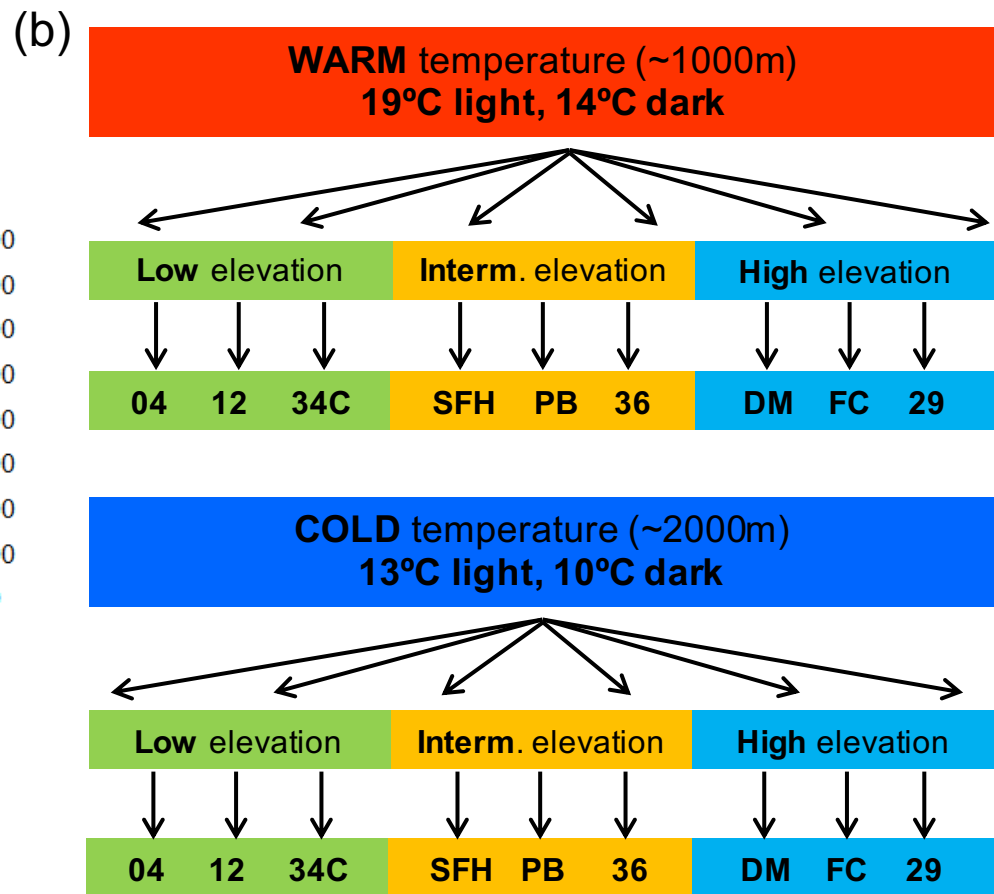 (b)
WARM temperature (~1000m)
19ºC light, 14ºC dark
Low elevation Interm. elevation High elevation
04 12 34C SFH PB 36 DM FC 29
COLD temperature (~2000m)
13ºC light, 10ºC dark
Low elevation Interm. elevation High elevation
04 12 34C SFH PB 36 DM FC 29